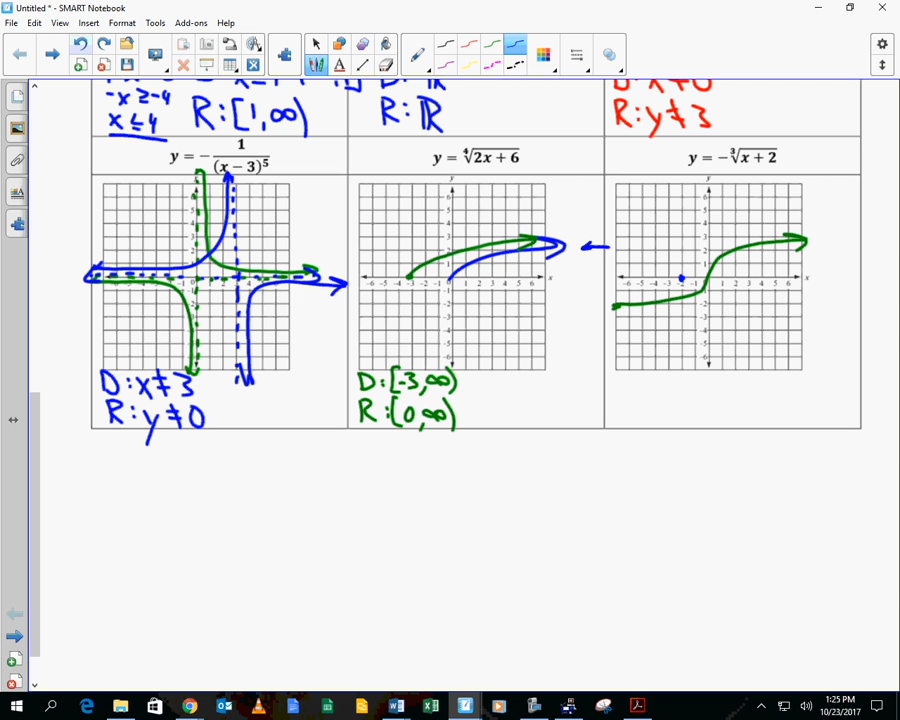 Untitled * - SMART Notebook
File Edit View Insert Format Tools Add-ons Help
-x ≥ -4
x ≤ 4
R: [1, ∞)
R: ℝ
R: y ≠ 3
y = - 1/(x - 3)^5
y = ∜(2x + 6)
y = -∛(x + 2)
D: x ≠ 3
R: y ≠ 0
D: [-3, ∞)
R: [0, ∞)
1:25 PM
10/23/2017